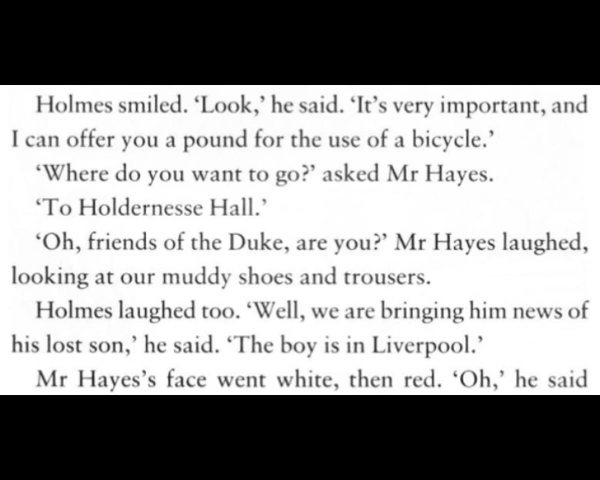 Holmes smiled. ‘Look,’ he said. ‘It’s very important, and
I can offer you a pound for the use of a bicycle.’
‘Where do you want to go?’ asked Mr Hayes.
‘To Holdernesse Hall.’
‘Oh, friends of the Duke, are you?’ Mr Hayes laughed,
looking at our muddy shoes and trousers.
Holmes laughed too. ‘Well, we are bringing him news of
his lost son,’ he said. ‘The boy is in Liverpool.’
Mr Hayes’s face went white, then red. ‘Oh,’ he said